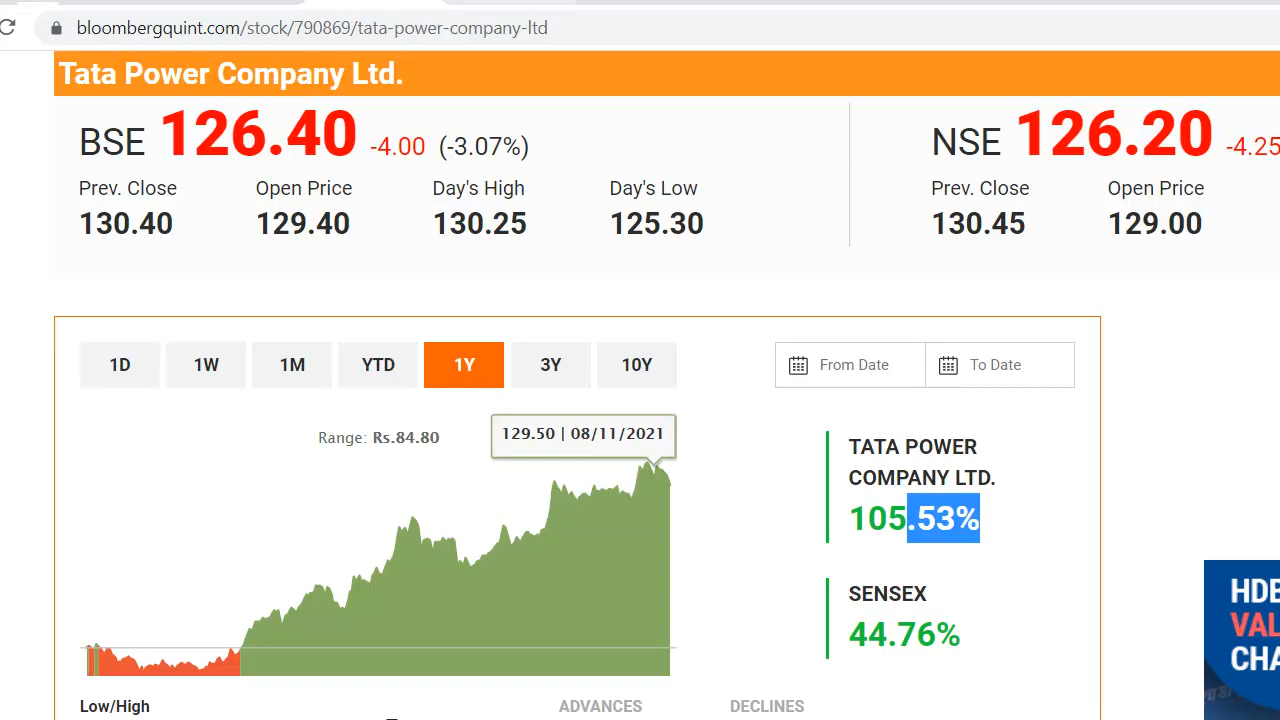 bloombergquint.com/stock/790869/tata-power-company-ltd
Tata Power Company Ltd.
BSE 126.40 -4.00 (-3.07%)
Prev. Close Open Price Day's High Day's Low
130.40 129.40 130.25 125.30
NSE 126.20 -4.25
Prev. Close Open Price
130.45 129.00
1D 1W 1M YTD 1Y 3Y 10Y
From Date To Date
Range: Rs.84.80
129.50 | 08/11/2021
TATA POWER
COMPANY LTD.
105.53%
SENSEX
44.76%
Low/High
ADVANCES DECLINES